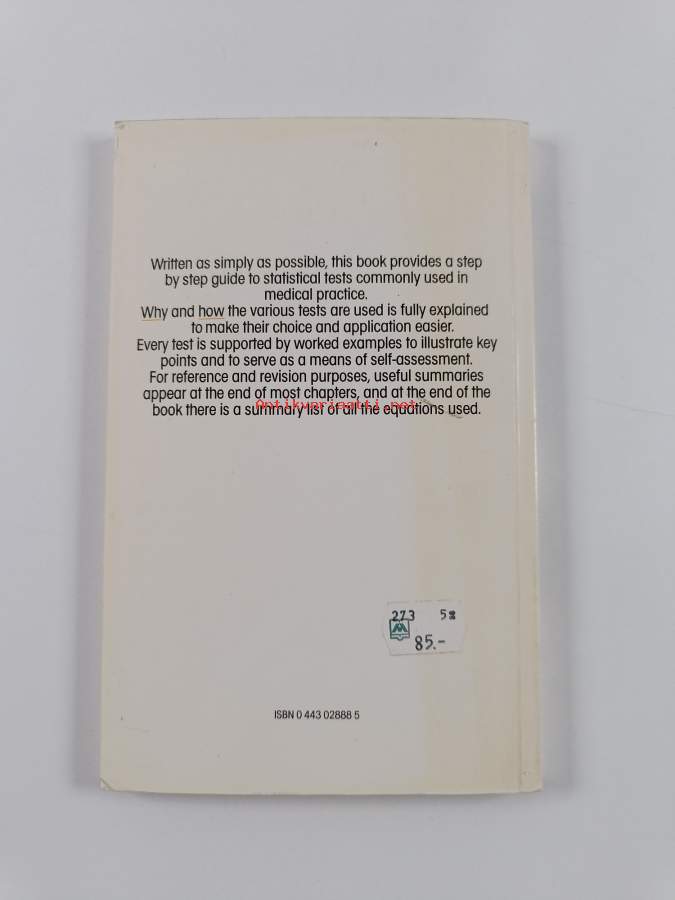 Written as simply as possible, this book provides a step
by step guide to statistical tests commonly used in
medical practice.
Why and how the various tests are used is fully explained
to make their choice and application easier.
Every test is supported by worked examples to illustrate key
points and to serve as a means of self-assessment.
For reference and revision purposes, useful summaries
appear at the end of most chapters, and at the end of the
book there is a summary list of all the equations used.
Antikvariaatti.net
273 5
85.-
ISBN 0 443 02888 5